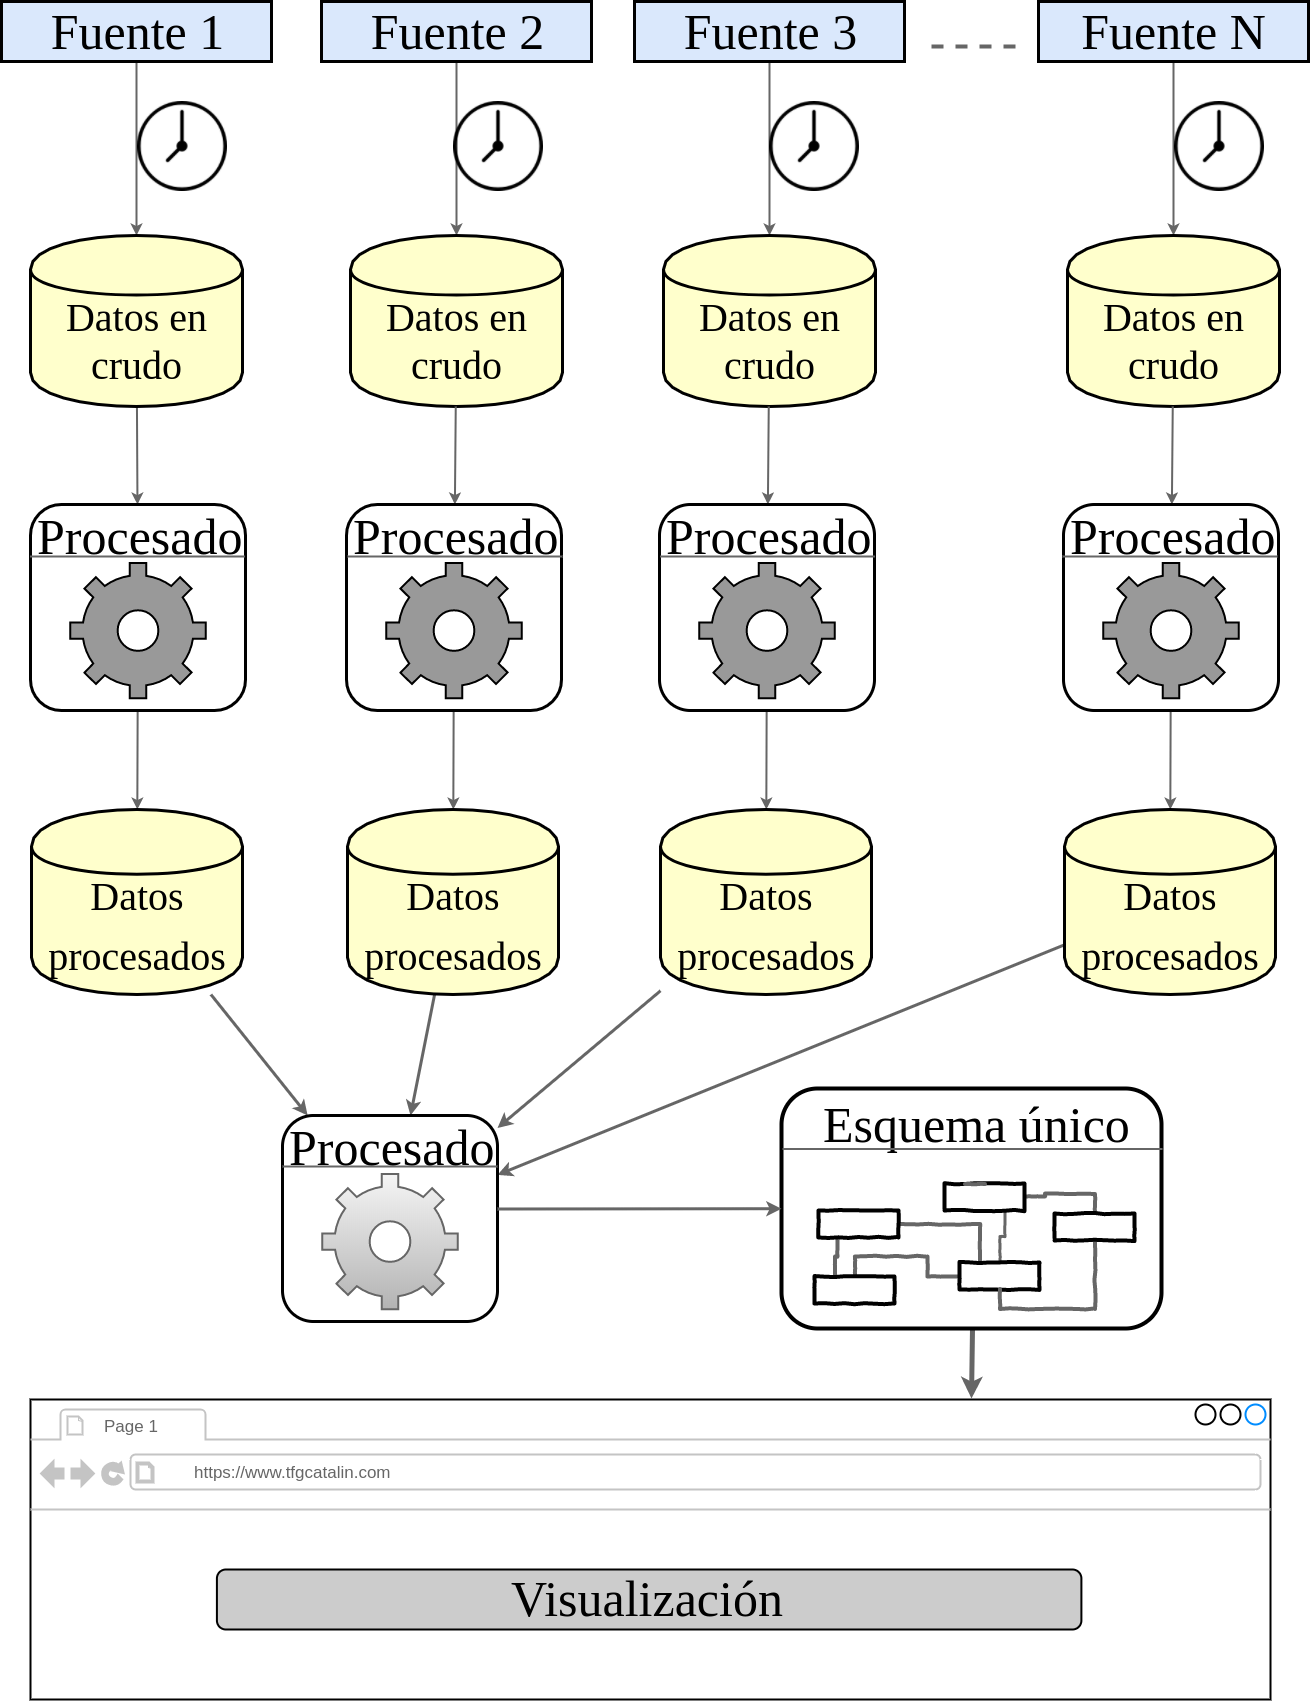 Fuente 1
Fuente 2
Fuente 3
Fuente N
Datos en
crudo
Datos en
crudo
Datos en
crudo
Datos en
crudo
Procesado
Procesado
Procesado
Procesado
Datos
procesados
Datos
procesados
Datos
procesados
Datos
procesados
Procesado
Esquema único
Page 1
https://www.tfgcatalin.com
Visualización